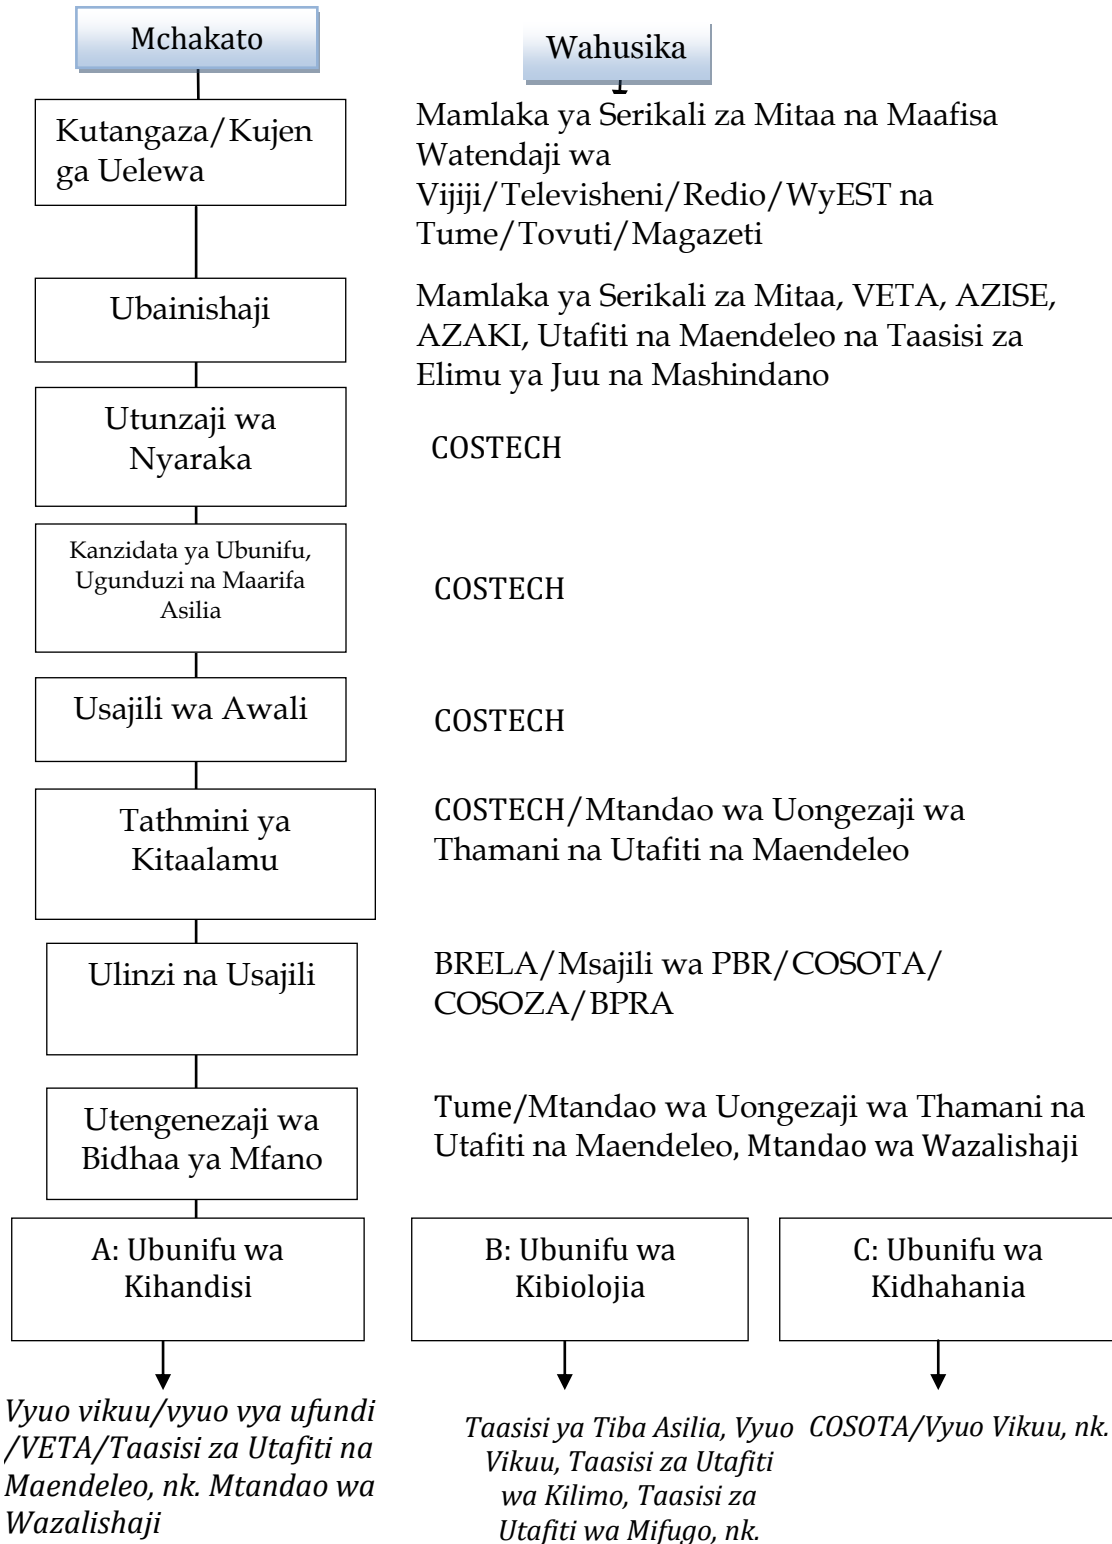 Mchakato
Wahusika
Kutangaza/Kujen
ga Uelewa
Mamlaka ya Serikali za Mitaa na Maafisa
Watendaji wa
Vijiji/Televisheni/Redio/WyEST na
Tume/Tovuti/Magazeti
Ubainishaji
Mamlaka ya Serikali za Mitaa, VETA, AZISE,
AZAKI, Utafiti na Maendeleo na Taasisi za
Elimu ya Juu na Mashindano
Utunzaji wa
Nyaraka
COSTECH
Kanzidata ya Ubunifu,
Ugunduzi na Maarifa
Asilia
COSTECH
Usajili wa Awali
COSTECH
Tathmini ya
Kitaalamu
COSTECH/Mtandao wa Uongezaji wa
Thamani na Utafiti na Maendeleo
Ulinzi na Usajili
BRELA/Msajili wa PBR/COSOTA/
COSOZA/BPRA
Utengenezaji wa
Bidhaa ya Mfano
Tume/Mtandao wa Uongezaji wa Thamani na
Utafiti na Maendeleo, Mtandao wa Wazalishaji
A: Ubunifu wa
Kihandisi
B: Ubunifu wa
Kibiolojia
C: Ubunifu wa
Kidhahania
Vyuo vikuu/vyuo vya ufundi
/VETA/Taasisi za Utafiti na
Maendeleo, nk. Mtandao wa
Wazalishaji
Taasisi ya Tiba Asilia, Vyuo
Vikuu, Taasisi za Utafiti
wa Kilimo, Taasisi za
Utafiti wa Mifugo, nk.
COSOTA/Vyuo Vikuu, nk.